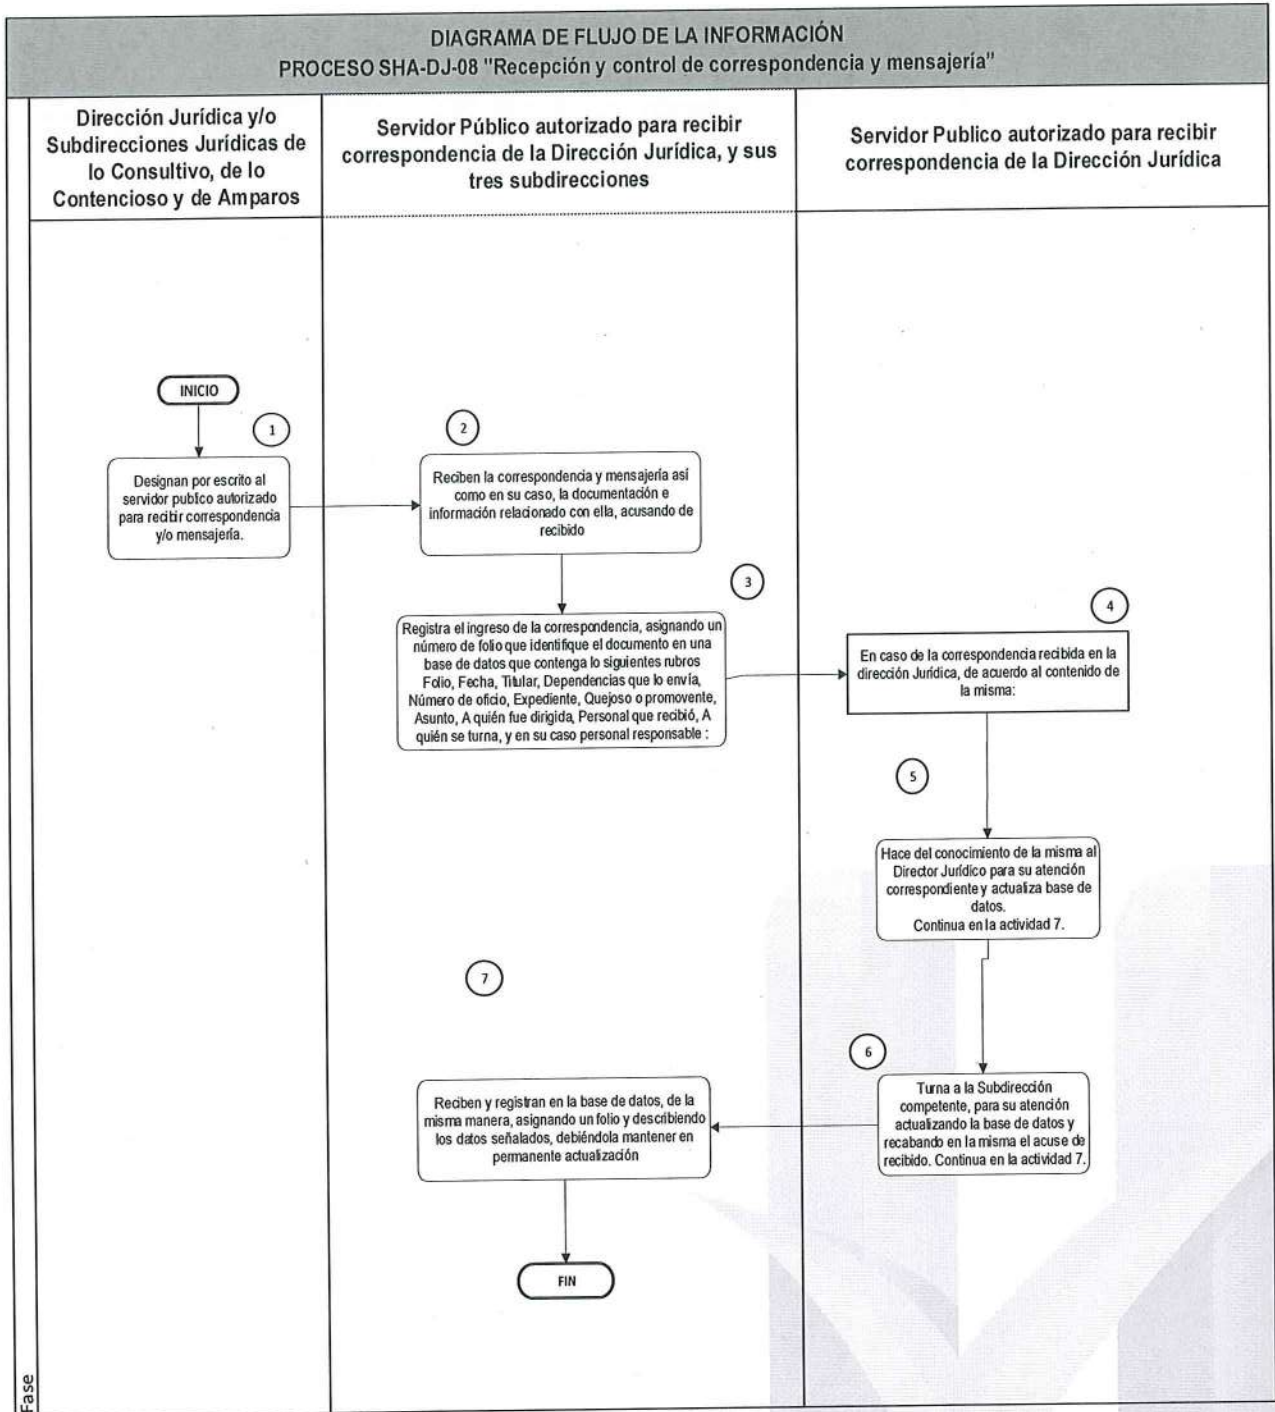 DIAGRAMA DE FLUJO DE LA INFORMACIÓN
PROCESO SHA-DJ-08 "Recepción y control de correspondencia y mensajería"
Dirección Jurídica y/o
Subdirecciones Jurídicas de
lo Consultivo, de lo
Contencioso y de Amparos
Servidor Público autorizado para recibir
correspondencia de la Dirección Jurídica, y sus
tres subdirecciones
Servidor Publico autorizado para recibir
correspondencia de la Dirección Jurídica
INICIO
1
Designan por escrito al
servidor publico autorizado
para recibir correspondencia
y/o mensajería.
2
Reciben la correspondencia y mensajería así
como en su caso, la documentación e
información relacionado con ella, acusando de
recibido
3
Registra el ingreso de la correspondencia, asignando un
número de folio que identifique el documento en una
base de datos que contenga lo siguientes rubros
Folio, Fecha, Titular, Dependencias que lo envía,
Número de oficio, Expediente, Quejoso o promovente,
Asunto, A quién fue dirigida, Personal que recibió, A
quién se turna, y en su caso personal responsable :
4
En caso de la correspondencia recibida en la
dirección Jurídica, de acuerdo al contenido de
la misma:
5
Hace del conocimiento de la misma al
Director Jurídico para su atención
correspondiente y actualiza base de
datos.
Continua en la actividad 7.
6
Turna a la Subdirección
competente, para su atención
actualizando la base de datos y
recabando en la misma el acuse de
recibido. Continua en la actividad 7.
7
Reciben y registran en la base de datos, de la
misma manera, asignando un folio y describiendo
los datos señalados, debiéndola mantener en
permanente actualización
FIN
Fase